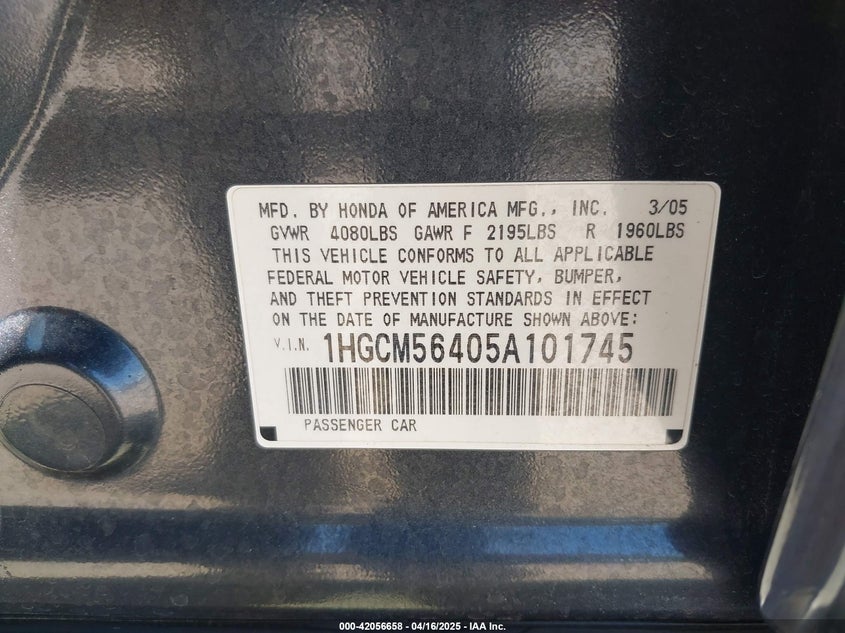 MFD. BY HONDA OF AMERICA MFG., INC. 3/05
GVWR 4080LBS GAWR F 2195LBS R 1960LBS
THIS VEHICLE CONFORMS TO ALL APPLICABLE
FEDERAL MOTOR VEHICLE SAFETY, BUMPER,
AND THEFT PREVENTION STANDARDS IN EFFECT
ON THE DATE OF MANUFACTURE SHOWN ABOVE:
V.I.N. 1HGCM56405A101745
PASSENGER CAR
000-42056658 - 04/16/2025 - IAA Inc.